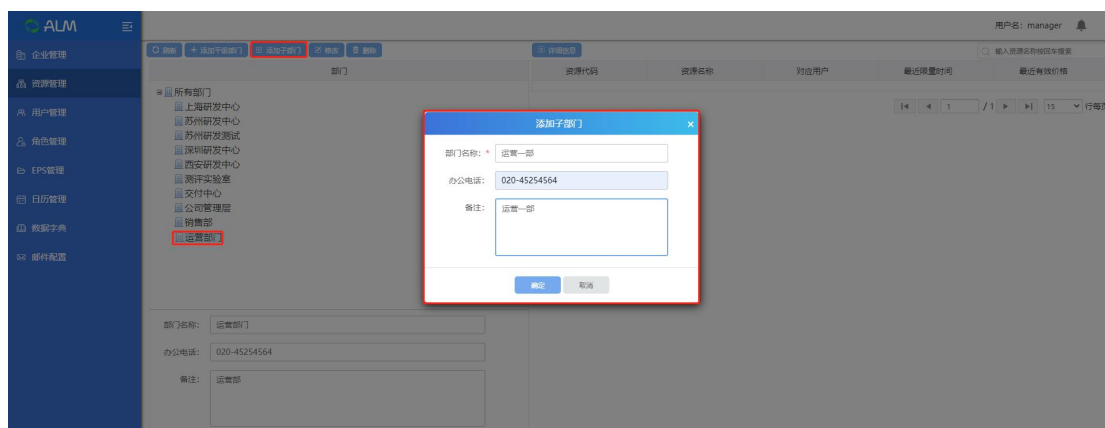 ALM
用户名: manager
企业管理
资源管理
用户管理
角色管理
EPS管理
日历管理
数据字典
邮件配置
刷新
添加平级部门
添加子部门
修改
删除
详细信息
输入资源名称按回车搜索
部门
资源代码
资源名称
对应用户
最近限量时间
最近有效价格
所有部门
上海研发中心
苏州研发中心
苏州研发测试
深圳研发中心
西安研发中心
测评实验室
交付中心
公司管理层
销售部
运营部门
1 / 1 15 行每页
添加子部门
部门名称: * 运营一部
办公电话: 020-45254564
备注: 运营一部
确定
取消
部门名称: 运营部门
办公电话: 020-45254564
备注: 运营部